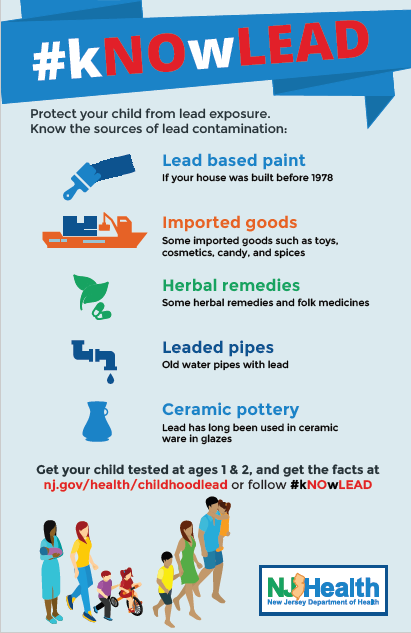 #kNOwLEAD
Protect your child from lead exposure.
Know the sources of lead contamination:
Lead based paint
If your house was built before 1978
Imported goods
Some imported goods such as toys,
cosmetics, candy, and spices
Herbal remedies
Some herbal remedies and folk medicines
Leaded pipes
Old water pipes with lead
Ceramic pottery
Lead has long been used in ceramic
ware in glazes
Get your child tested at ages 1 & 2, and get the facts at
nj.gov/health/childhoodlead or follow #kNOwLEAD
NJ Health
New Jersey Department of Health